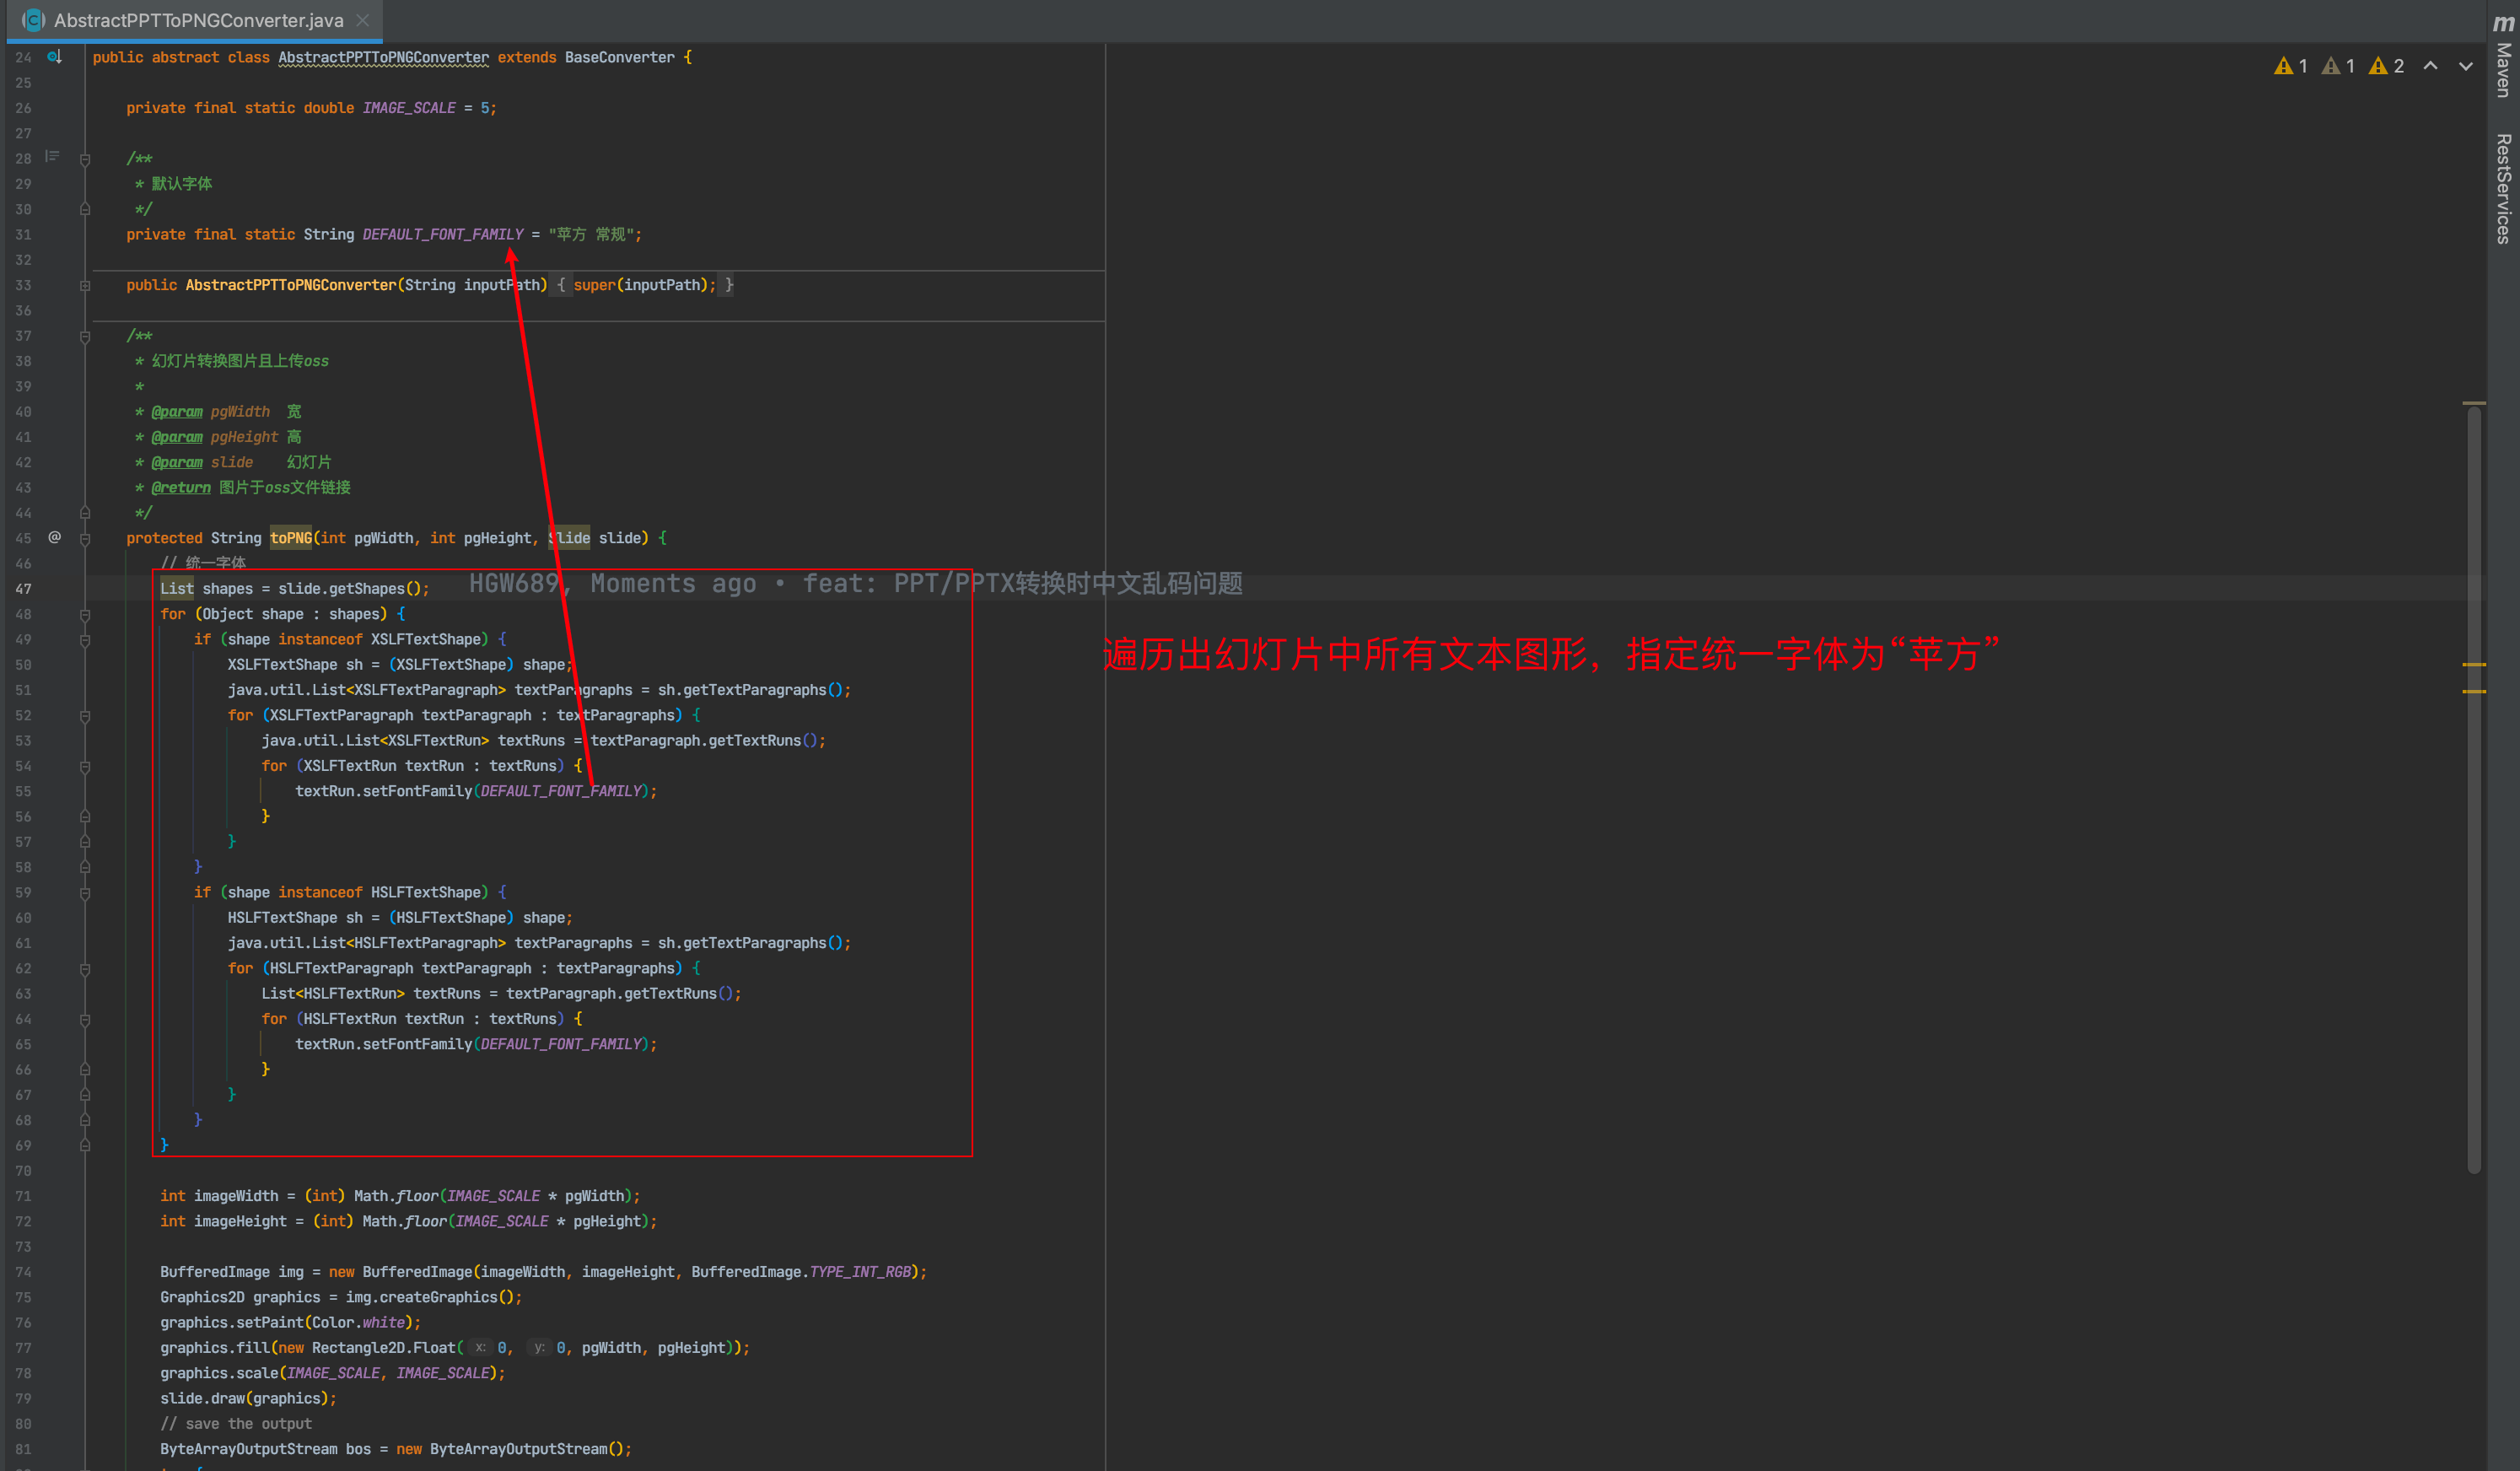 AbstractPPTToPNGConverter.java
24 public abstract class AbstractPPTToPNGConverter extends BaseConverter {
1 1 2
Maven
RestServices
25
26 private final static double IMAGE_SCALE = 5;
27
28 /**
29 * 默认字体
30 */
31 private final static String DEFAULT_FONT_FAMILY = "苹方 常规";
32
33 public AbstractPPTToPNGConverter(String inputPath) { super(inputPath); }
36
37 /**
38 * 幻灯片转换图片且上传oss
39 *
40 * @param pgWidth 宽
41 * @param pgHeight 高
42 * @param slide 幻灯片
43 * @return 图片于oss文件链接
44 */
45 @ protected String toPNG(int pgWidth, int pgHeight, Slide slide) {
46 // 统一字体
47 List shapes = slide.getShapes(); HGW689, Moments ago • feat: PPT/PPTX转换时中文乱码问题
48 for (Object shape : shapes) {
49 if (shape instanceof XSLFTextShape) {
遍历出幻灯片中所有文本图形，指定统一字体为“苹方”
50 XSLFTextShape sh = (XSLFTextShape) shape;
51 java.util.List<XSLFTextParagraph> textParagraphs = sh.getTextParagraphs();
52 for (XSLFTextParagraph textParagraph : textParagraphs) {
53 java.util.List<XSLFTextRun> textRuns = textParagraph.getTextRuns();
54 for (XSLFTextRun textRun : textRuns) {
55 textRun.setFontFamily(DEFAULT_FONT_FAMILY);
56 }
57 }
58 }
59 if (shape instanceof HSLFTextShape) {
60 HSLFTextShape sh = (HSLFTextShape) shape;
61 java.util.List<HSLFTextParagraph> textParagraphs = sh.getTextParagraphs();
62 for (HSLFTextParagraph textParagraph : textParagraphs) {
63 List<HSLFTextRun> textRuns = textParagraph.getTextRuns();
64 for (HSLFTextRun textRun : textRuns) {
65 textRun.setFontFamily(DEFAULT_FONT_FAMILY);
66 }
67 }
68 }
69 }
70
71 int imageWidth = (int) Math.floor(IMAGE_SCALE * pgWidth);
72 int imageHeight = (int) Math.floor(IMAGE_SCALE * pgHeight);
73
74 BufferedImage img = new BufferedImage(imageWidth, imageHeight, BufferedImage.TYPE_INT_RGB);
75 Graphics2D graphics = img.createGraphics();
76 graphics.setPaint(Color.white);
77 graphics.fill(new Rectangle2D.Float( x: 0, y: 0, pgWidth, pgHeight));
78 graphics.scale(IMAGE_SCALE, IMAGE_SCALE);
79 slide.draw(graphics);
80 // save the output
81 ByteArrayOutputStream bos = new ByteArrayOutputStream();